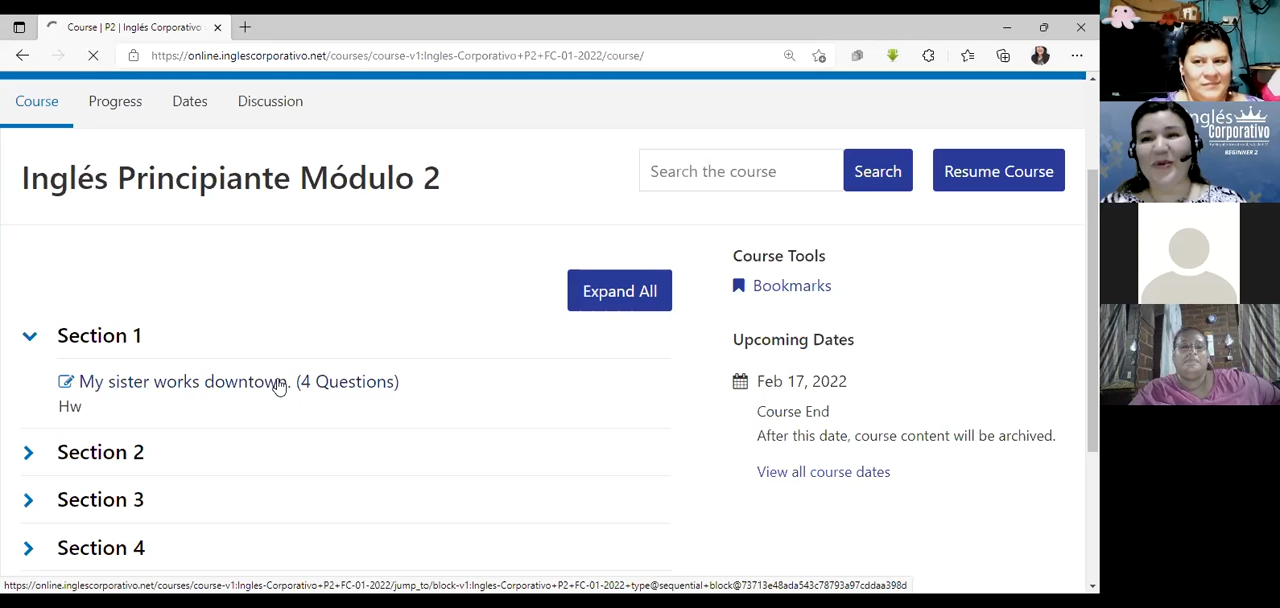 Course | P2 | Inglés Corporativo
https://online.inglescorporativo.net/courses/course-v1:Ingles-Corporativo+P2+FC-01-2022/course/
Course
Progress
Dates
Discussion
Inglés Principiante Módulo 2
Search the course
Search
Resume Course
Expand All
Section 1
My sister works downtown. (4 Questions)
Hw
Section 2
Section 3
Section 4
Course Tools
Bookmarks
Upcoming Dates
Feb 17, 2022
Course End
After this date, course content will be archived.
View all course dates
https://online.inglescorporativo.net/courses/course-v1:Ingles-Corporativo+P2+FC-01-2022/jump_to/block-v1:Ingles-Corporativo+P2+FC-01-2022+type@sequential+block@73713e48ada543c78793a97cddaa398d
nglés
Corporativo
BEGINNER 2